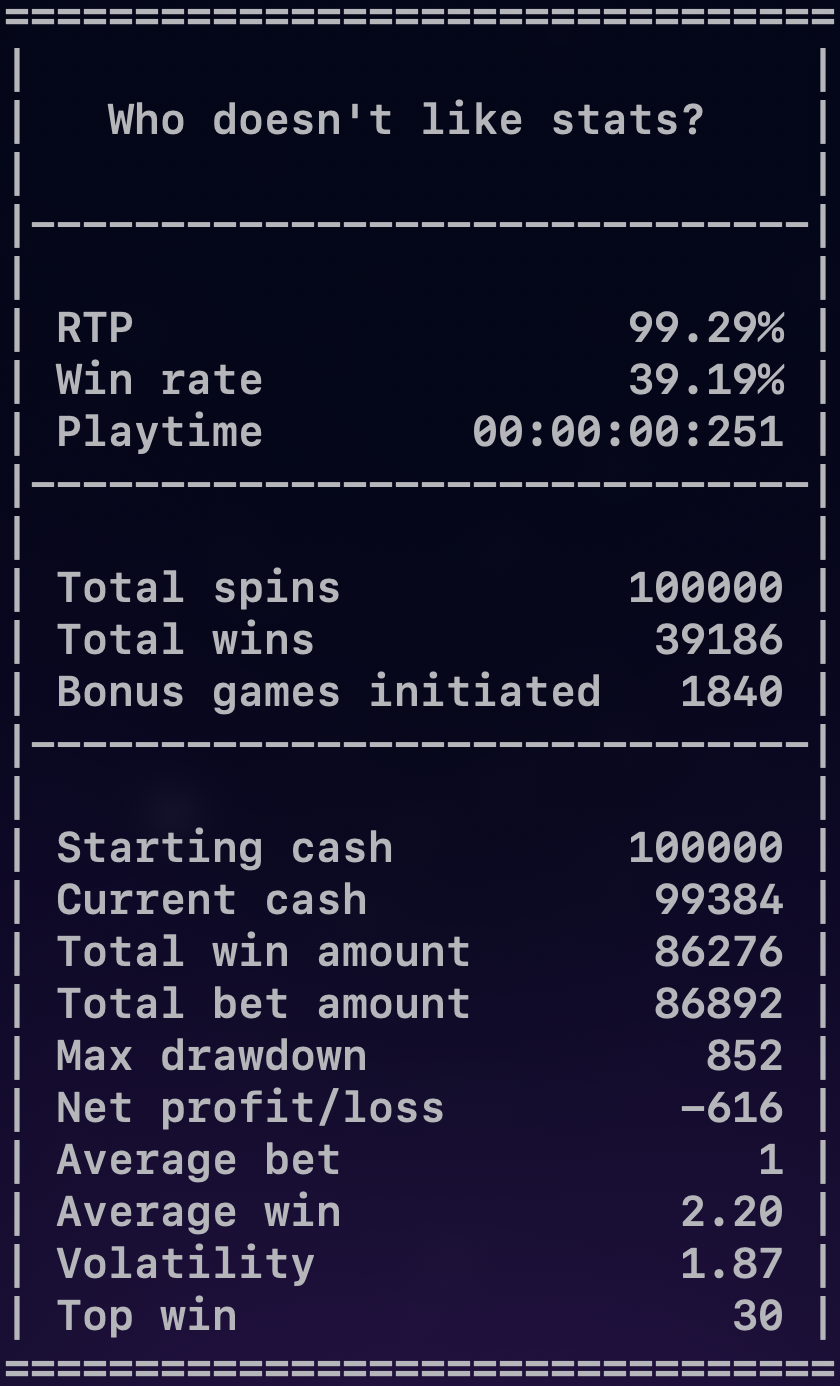 Who doesn't like stats?
RTP 99.29%
Win rate 39.19%
Playtime 00:00:00:251
Total spins 100000
Total wins 39186
Bonus games initiated 1840
Starting cash 100000
Current cash 99384
Total win amount 86276
Total bet amount 86892
Max drawdown 852
Net profit/loss -616
Average bet 1
Average win 2.20
Volatility 1.87
Top win 30